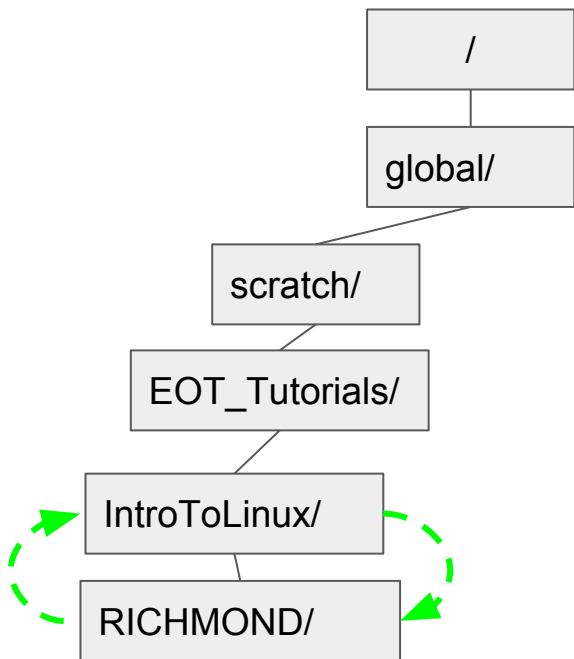 /
global/
scratch/
EOT_Tutorials/
IntroToLinux/
RICHMOND/